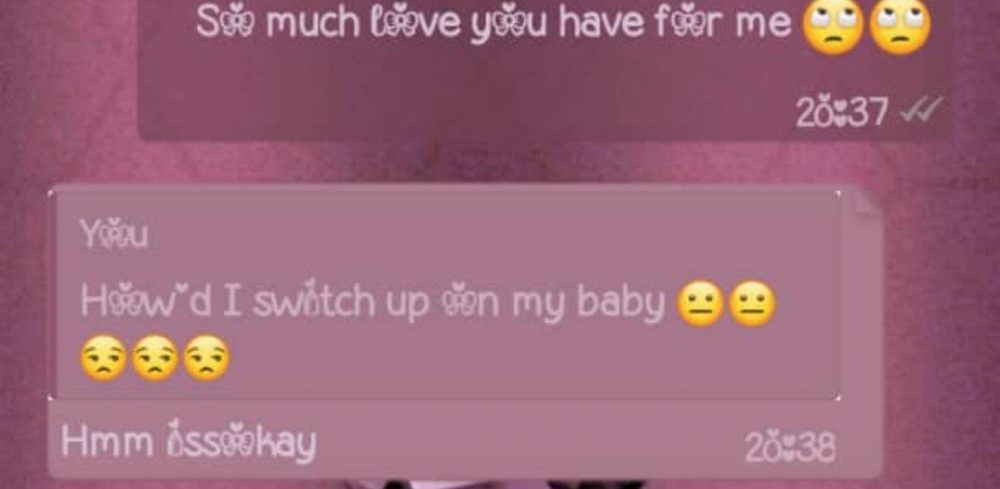 So much love you have for me 🙄🙄
20:37
You
How'd I switch up on my baby 😐😐
😒😒😒
Hmm issokay
20:38